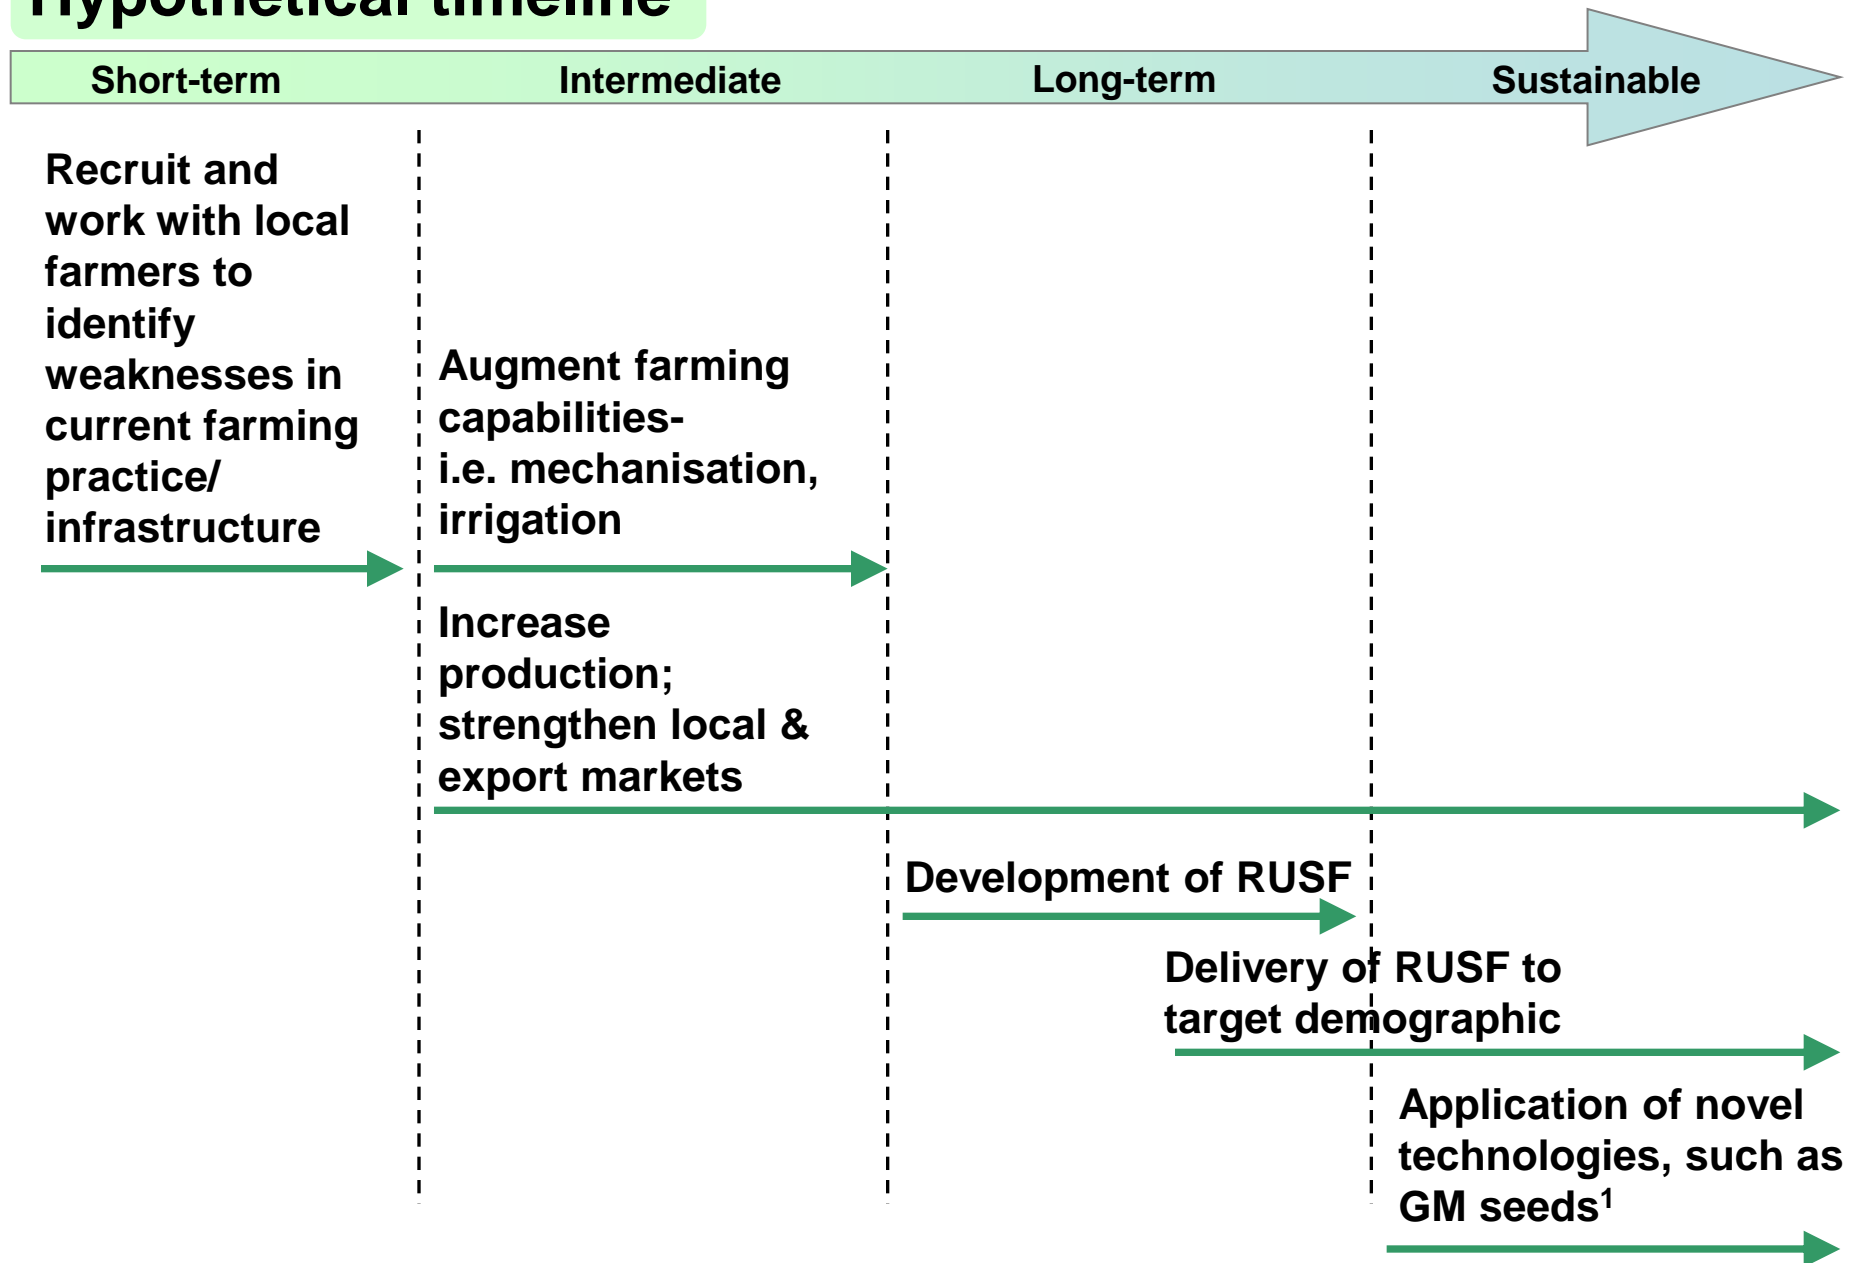 Hypothetical timeline
Short-term
Intermediate
Long-term
Sustainable
Recruit and
work with local
farmers to
identify
weaknesses in
current farming
practice/
infrastructure
Augment farming
capabilities-
i.e. mechanisation,
irrigation
Increase
production;
strengthen local &
export markets
Development of RUSF
Delivery of RUSF to
target demographic
Application of novel
technologies, such as
GM seeds¹